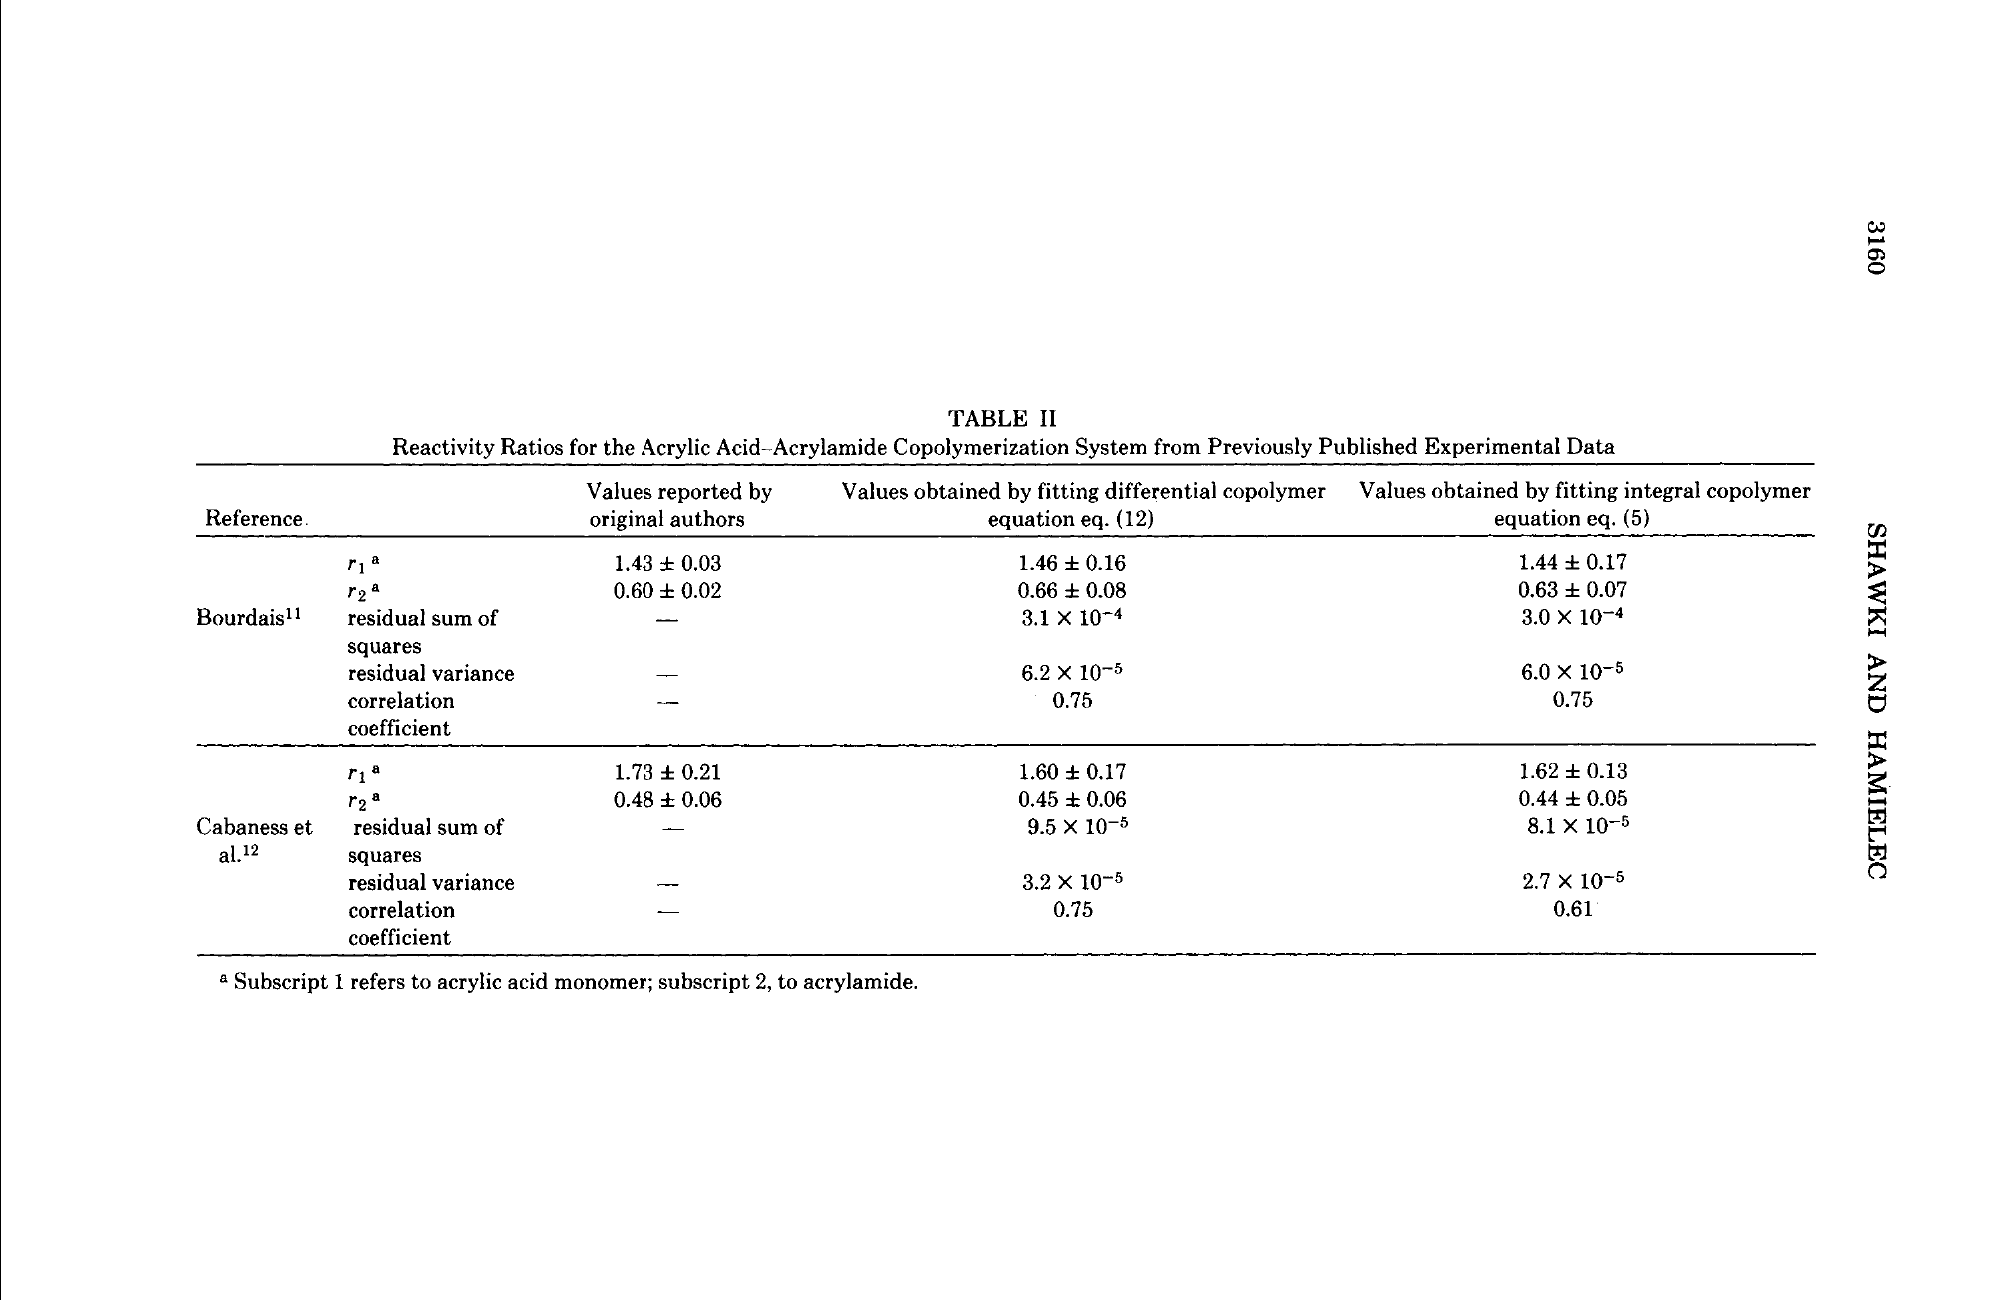 3160 SHAWKI AND HAMIELEC
TABLE II
Reactivity Ratios for the Acrylic Acid–Acrylamide Copolymerization System from Previously Published Experimental Data
Values reported by Values obtained by fitting differential copolymer Values obtained by fitting integral copolymer
Reference. original authors equation eq. (12) equation eq. (5)
r₁ ᵃ 1.43 ± 0.03 1.46 ± 0.16 1.44 ± 0.17
r₂ ᵃ 0.60 ± 0.02 0.66 ± 0.08 0.63 ± 0.07
Bourdais¹¹ residual sum of — 3.1 × 10⁻⁴ 3.0 × 10⁻⁴
squares
residual variance — 6.2 × 10⁻⁵ 6.0 × 10⁻⁵
correlation — 0.75 0.75
coefficient
r₁ ᵃ 1.73 ± 0.21 1.60 ± 0.17 1.62 ± 0.13
r₂ ᵃ 0.48 ± 0.06 0.45 ± 0.06 0.44 ± 0.05
Cabaness et residual sum of — 9.5 × 10⁻⁵ 8.1 × 10⁻⁵
al.¹² squares
residual variance — 3.2 × 10⁻⁵ 2.7 × 10⁻⁵
correlation — 0.75 0.61
coefficient
ᵃ Subscript 1 refers to acrylic acid monomer; subscript 2, to acrylamide.